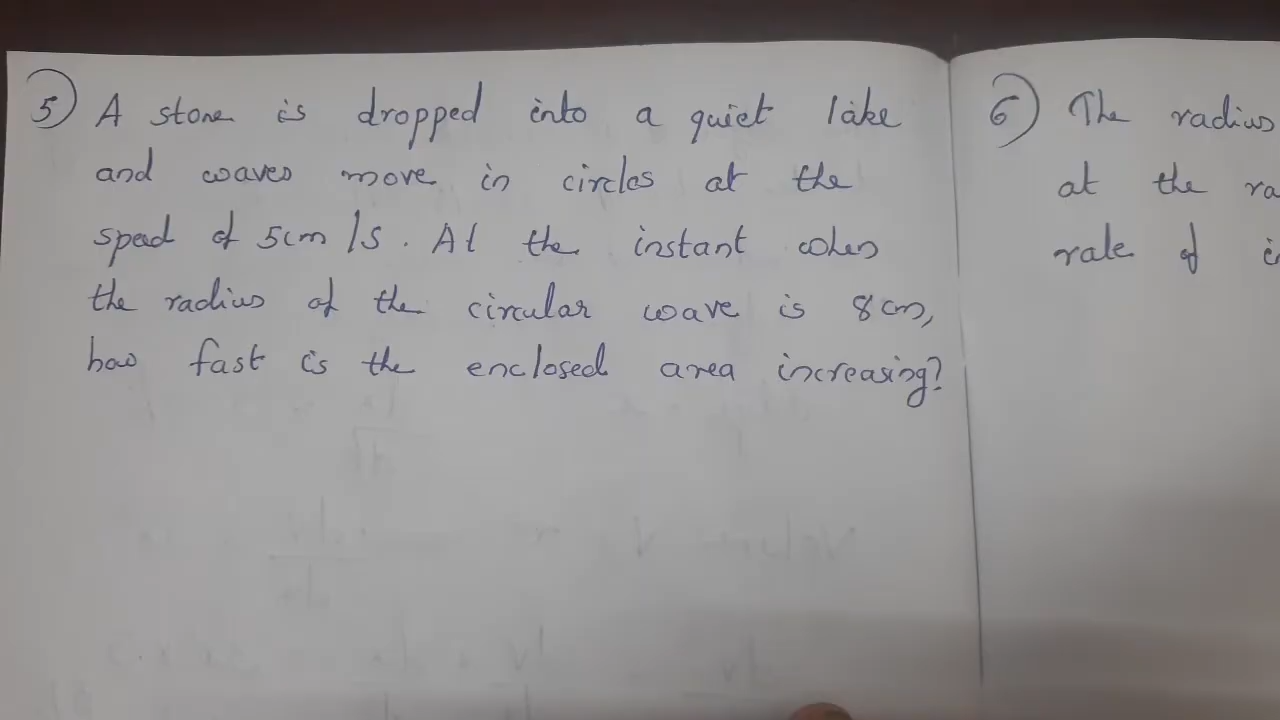 5 A stone is dropped into a quiet lake
and waves move in circles at the
speed of 5cm/s. At the instant when
the radius of the circular wave is 8cm,
how fast is the enclosed area increasing?
6 The radius
at the ra
rate of